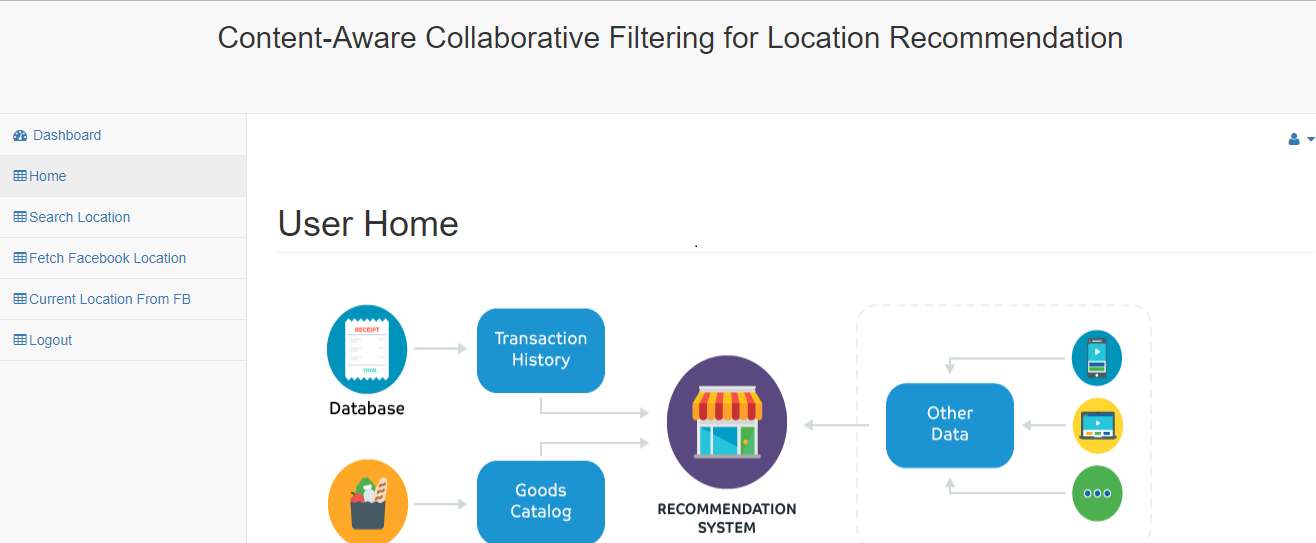 Content-Aware Collaborative Filtering for Location Recommendation
Dashboard
Home
Search Location
Fetch Facebook Location
Current Location From FB
Logout
User Home
.
RECEIPT
TOTAL
Database
Transaction
History
Goods
Catalog
RECOMMENDATION
SYSTEM
Other
Data